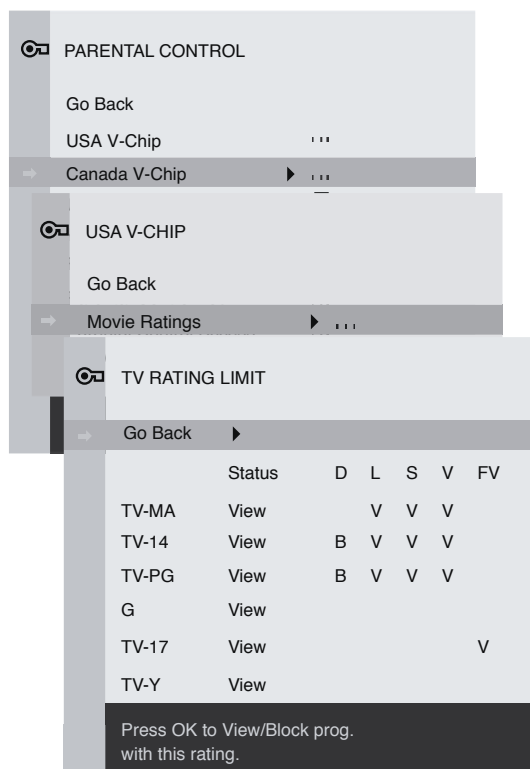 PARENTAL CONTROL
Go Back
USA V-Chip
Canada V-Chip
USA V-CHIP
Go Back
Movie Ratings
TV RATING LIMIT
Go Back
Status D L S V FV
TV-MA View V V V
TV-14 View B V V V
TV-PG View B V V V
G View
TV-17 View V
TV-Y View
Press OK to View/Block prog.
with this rating.